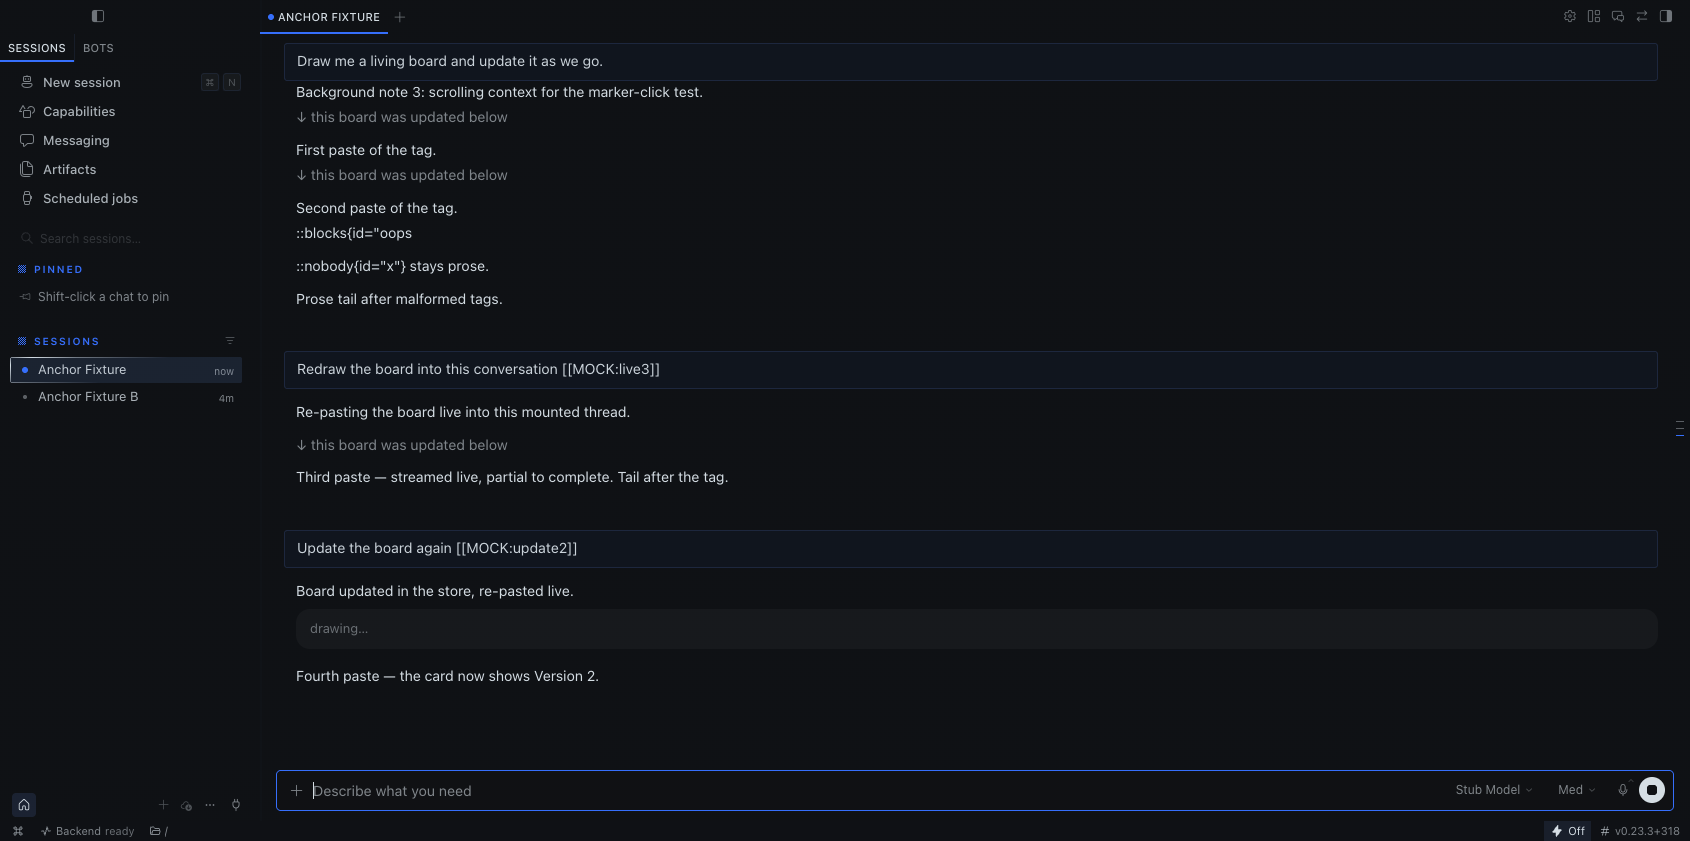 SESSIONS
BOTS
New session
⌘ N
Capabilities
Messaging
Artifacts
Scheduled jobs
Search sessions...
PINNED
Shift-click a chat to pin
SESSIONS
Anchor Fixture
now
Anchor Fixture B
4m
ANCHOR FIXTURE
Draw me a living board and update it as we go.
Background note 3: scrolling context for the marker-click test.
↓ this board was updated below
First paste of the tag.
↓ this board was updated below
Second paste of the tag.
::blocks{id="oops
::nobody{id="x"} stays prose.
Prose tail after malformed tags.
Redraw the board into this conversation [[MOCK:live3]]
Re-pasting the board live into this mounted thread.
↓ this board was updated below
Third paste — streamed live, partial to complete. Tail after the tag.
Update the board again [[MOCK:update2]]
Board updated in the store, re-pasted live.
drawing...
Fourth paste — the card now shows Version 2.
Describe what you need
Stub Model
Med
Backend ready
/
Off
v0.23.3+318